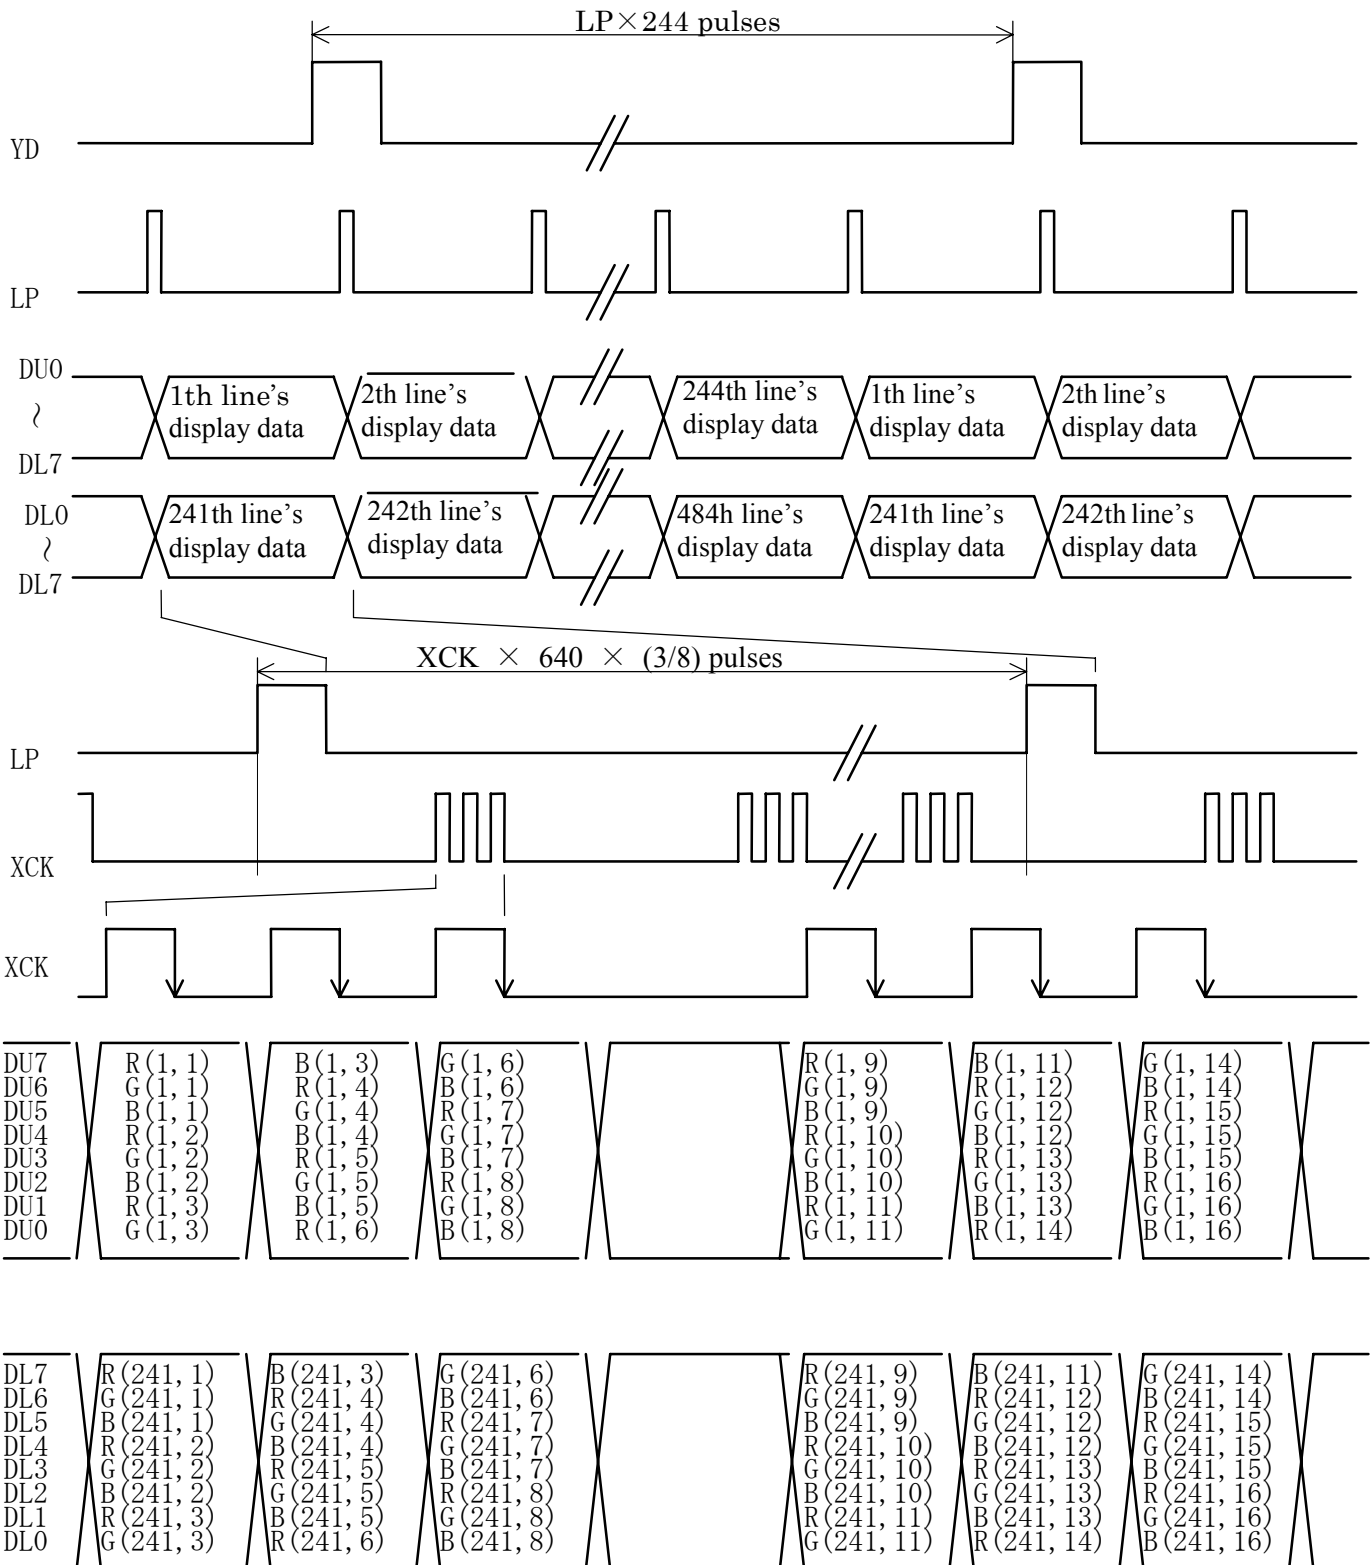 LP×244 pulses
YD
LP
DU0
~
DL7
1th line's
display data
2th line's
display data
244th line's
display data
1th line's
display data
2th line's
display data
DL0
~
DL7
241th line's
display data
242th line's
display data
484h line's
display data
241th line's
display data
242th line's
display data
XCK × 640 × (3/8) pulses
LP
XCK
XCK
DU7 R(1,1) B(1,3) G(1,6) R(1,9) B(1,11) G(1,14)
DU6 G(1,1) R(1,4) B(1,6) G(1,9) R(1,12) B(1,14)
DU5 B(1,1) G(1,4) R(1,7) B(1,9) G(1,12) R(1,15)
DU4 R(1,2) B(1,4) G(1,7) R(1,10) B(1,12) G(1,15)
DU3 G(1,2) R(1,5) B(1,7) G(1,10) R(1,13) B(1,15)
DU2 B(1,2) G(1,5) R(1,8) B(1,10) G(1,13) R(1,16)
DU1 R(1,3) B(1,5) G(1,8) R(1,11) B(1,13) G(1,16)
DU0 G(1,3) R(1,6) B(1,8) G(1,11) R(1,14) B(1,16)
DL7 R(241,1) B(241,3) G(241,6) R(241,9) B(241,11) G(241,14)
DL6 G(241,1) R(241,4) B(241,6) G(241,9) R(241,12) B(241,14)
DL5 B(241,1) G(241,4) R(241,7) B(241,9) G(241,12) R(241,15)
DL4 R(241,2) B(241,4) G(241,7) R(241,10) B(241,12) G(241,15)
DL3 G(241,2) R(241,5) B(241,7) G(241,10) R(241,13) B(241,15)
DL2 B(241,2) G(241,5) R(241,8) B(241,10) G(241,13) R(241,16)
DL1 R(241,3) B(241,5) G(241,8) R(241,11) B(241,13) G(241,16)
DL0 G(241,3) R(241,6) B(241,8) G(241,11) R(241,14) B(241,16)